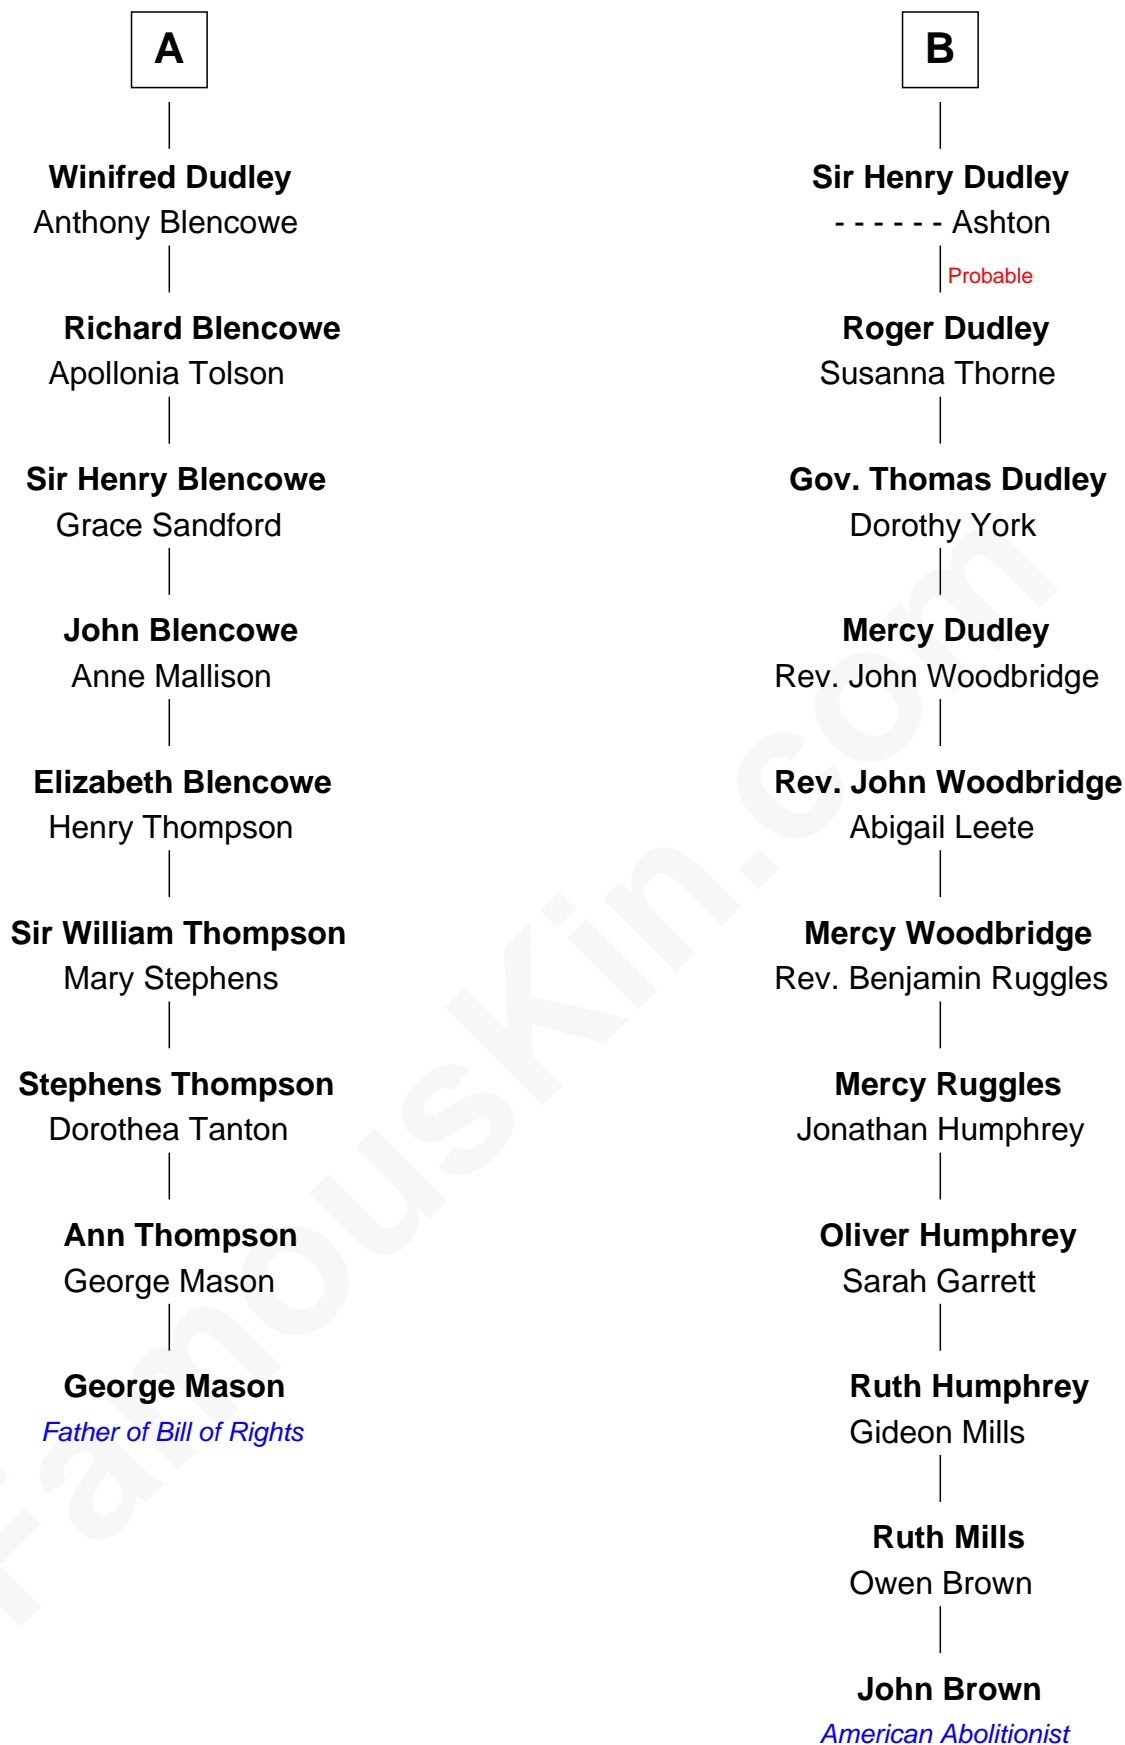 A
Winifred Dudley
Anthony Blencowe
Richard Blencowe
Apollonia Tolson
Sir Henry Blencowe
Grace Sandford
John Blencowe
Anne Mallison
Elizabeth Blencowe
Henry Thompson
Sir William Thompson
Mary Stephens
Stephens Thompson
Dorothea Tanton
Ann Thompson
George Mason
George Mason
Father of Bill of Rights
B
Sir Henry Dudley
- - - - - - Ashton
Probable
Roger Dudley
Susanna Thorne
Gov. Thomas Dudley
Dorothy York
Mercy Dudley
Rev. John Woodbridge
Rev. John Woodbridge
Abigail Leete
Mercy Woodbridge
Rev. Benjamin Ruggles
Mercy Ruggles
Jonathan Humphrey
Oliver Humphrey
Sarah Garrett
Ruth Humphrey
Gideon Mills
Ruth Mills
Owen Brown
John Brown
American Abolitionist
FamousKin.com